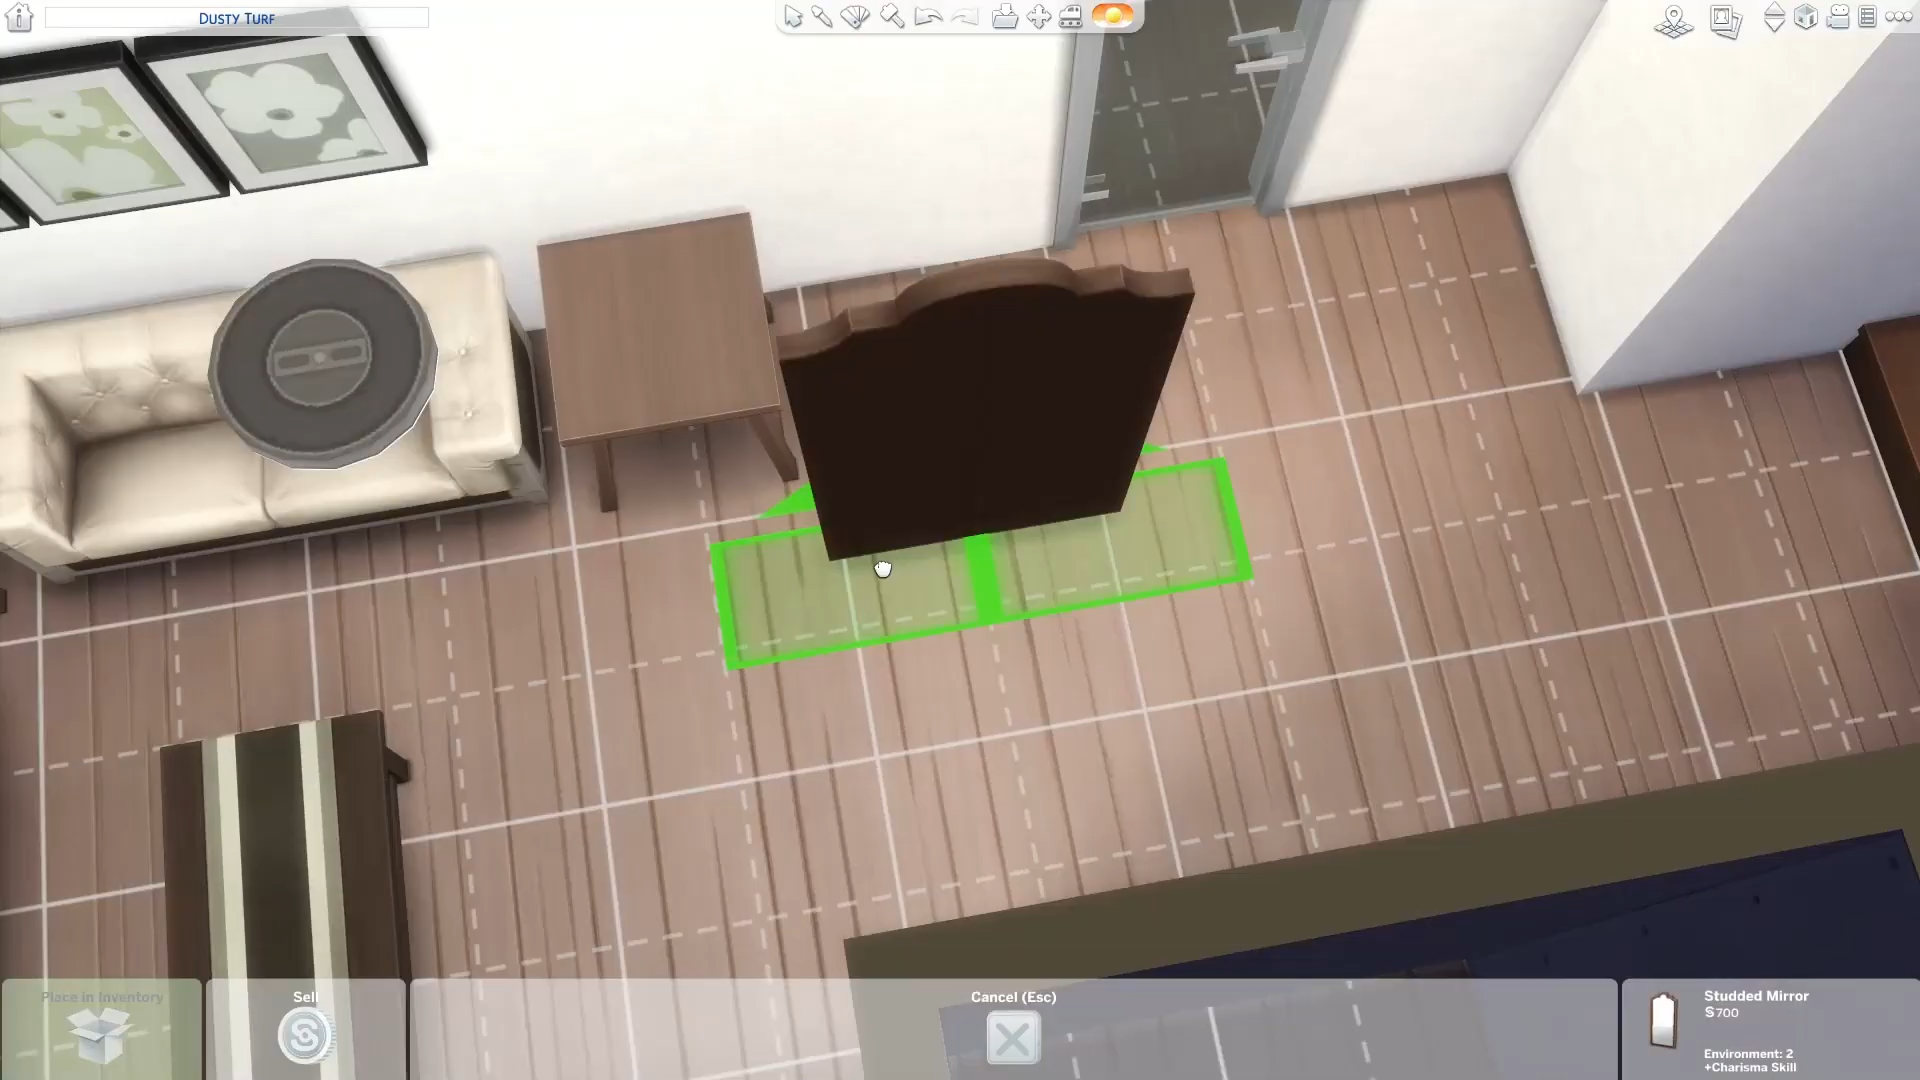 DUSTY TURF
Place in Inventory
Sell
Cancel (Esc)
Studded Mirror
§700
Environment: 2
+Charisma Skill